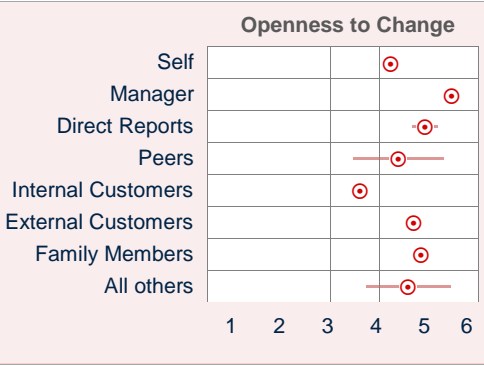 Openness to Change
Self
Manager
Direct Reports
Peers
Internal Customers
External Customers
Family Members
All others
1 2 3 4 5 6